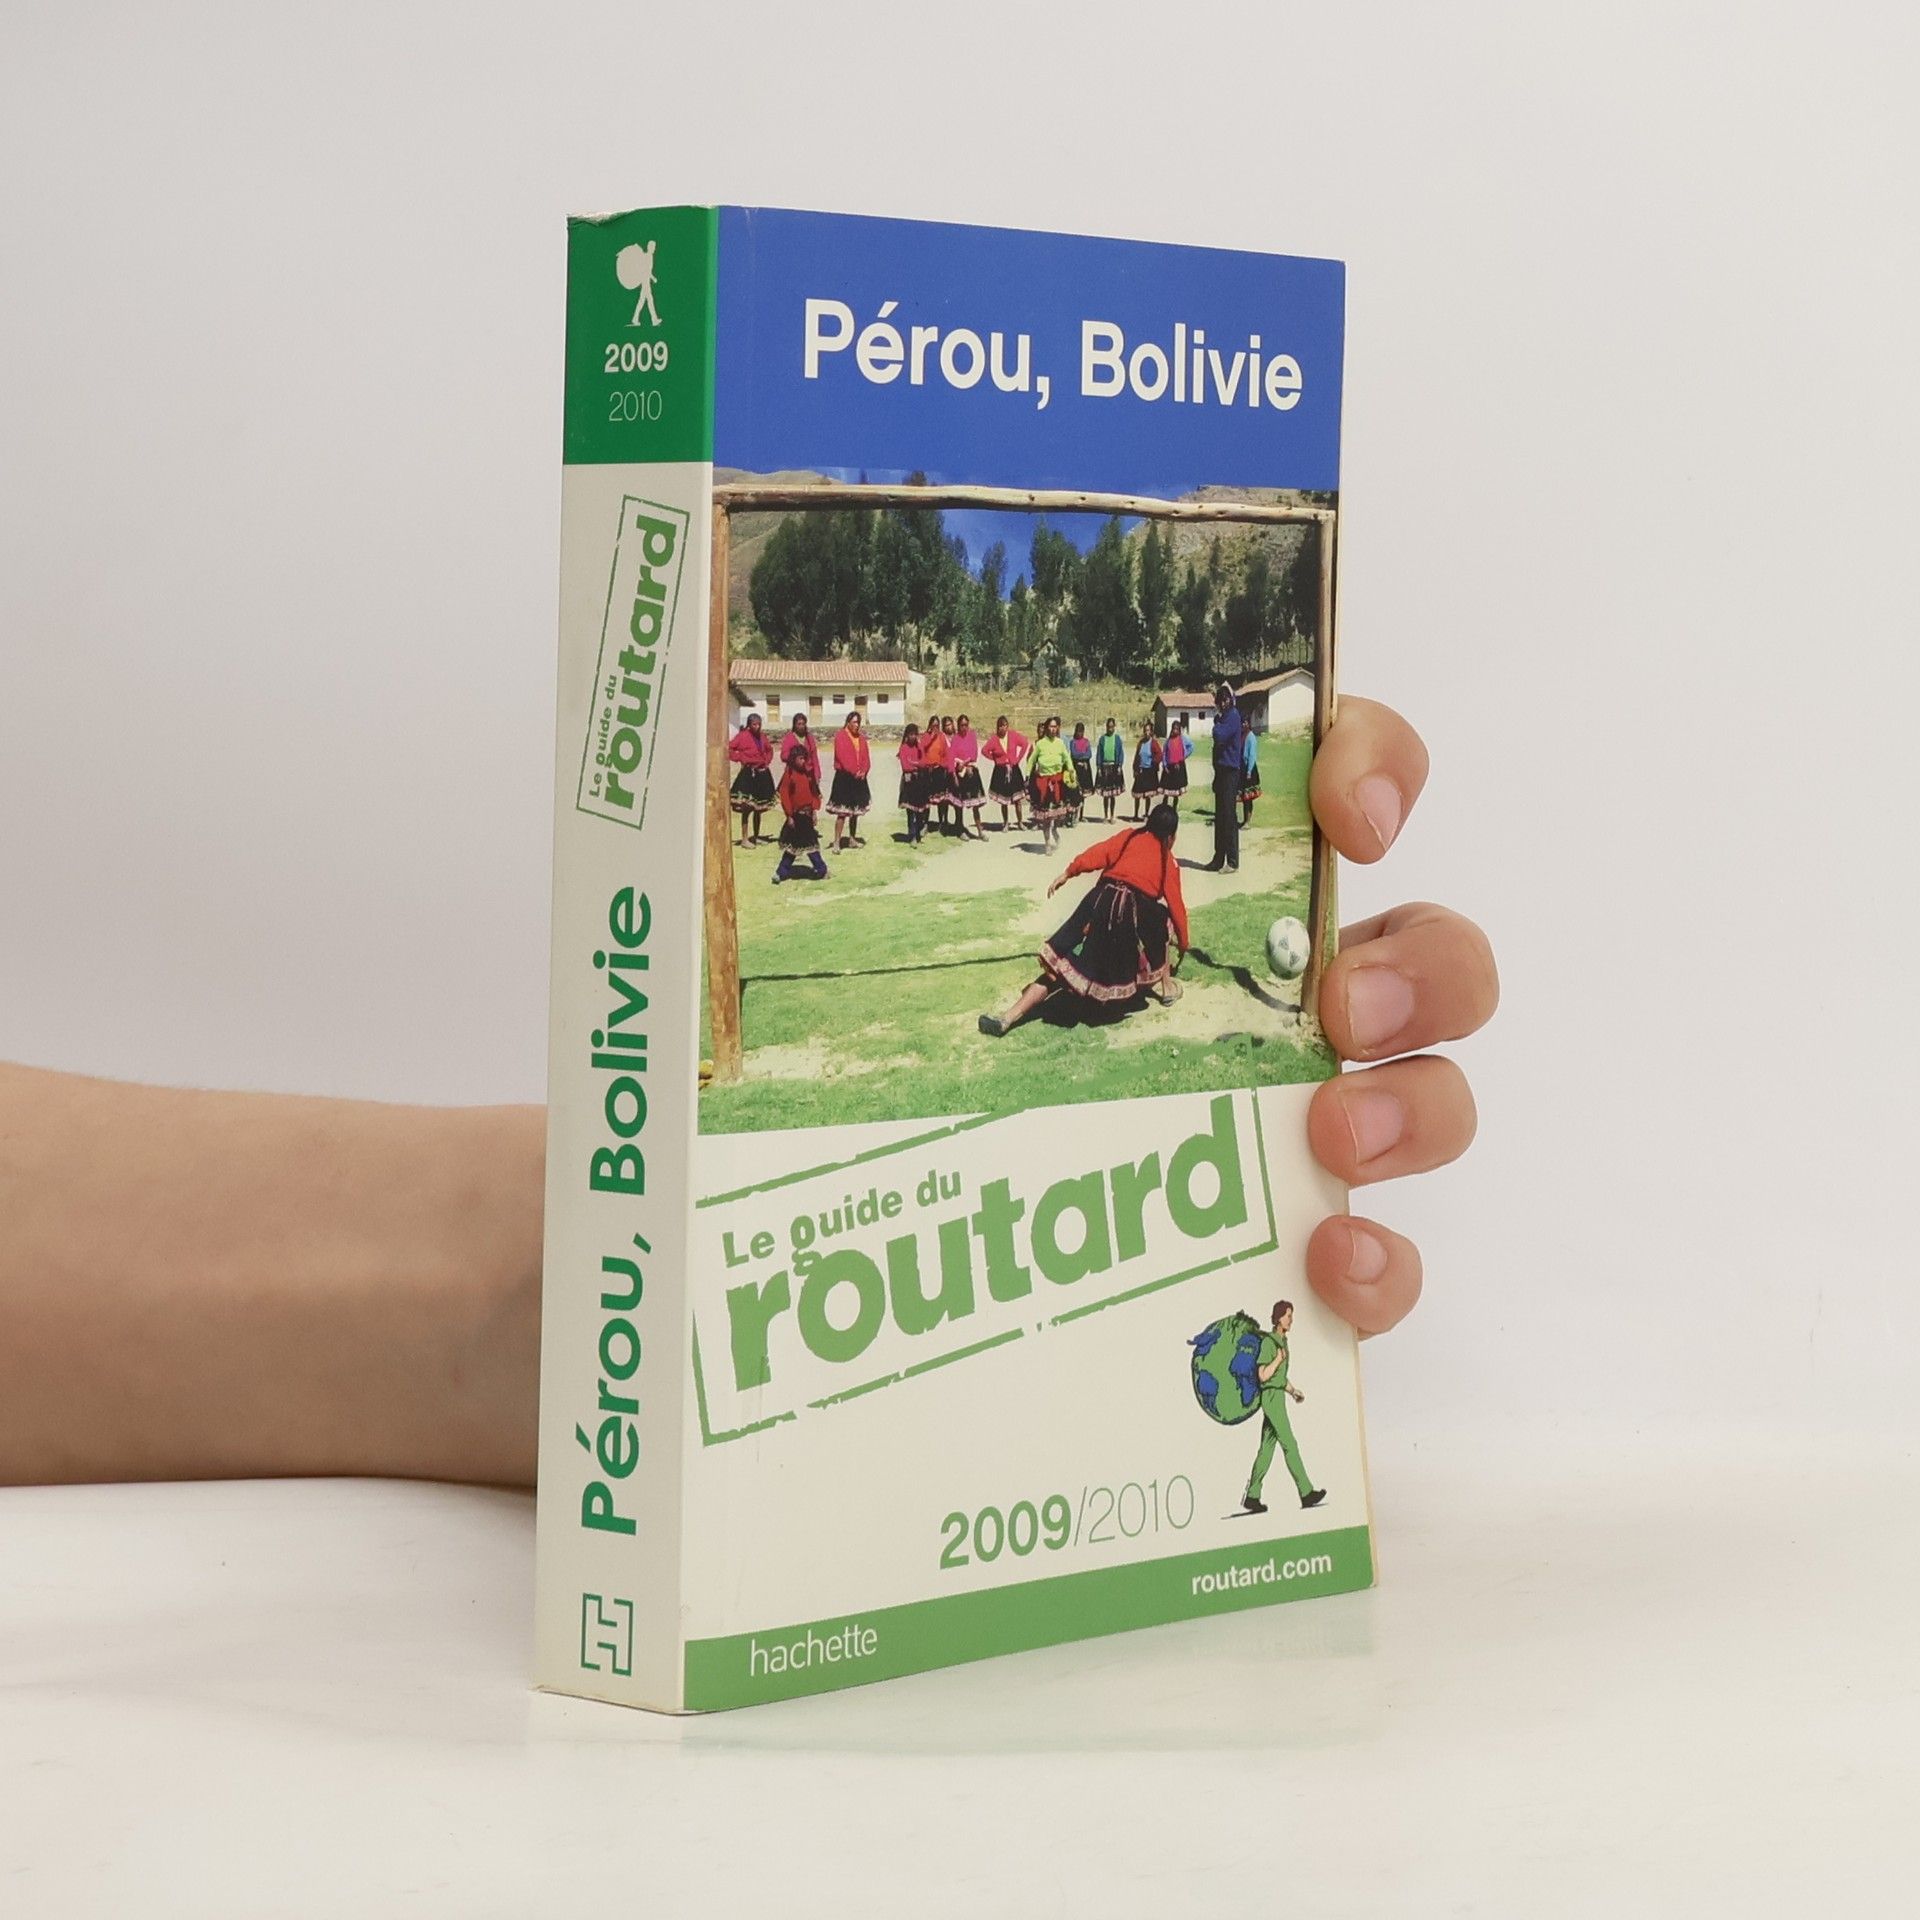 2009
2010
Le guide du
routard
Pérou, Bolivie
Pérou, Bolivie
Le guide du
routard
2009/2010
routard.com
hachette